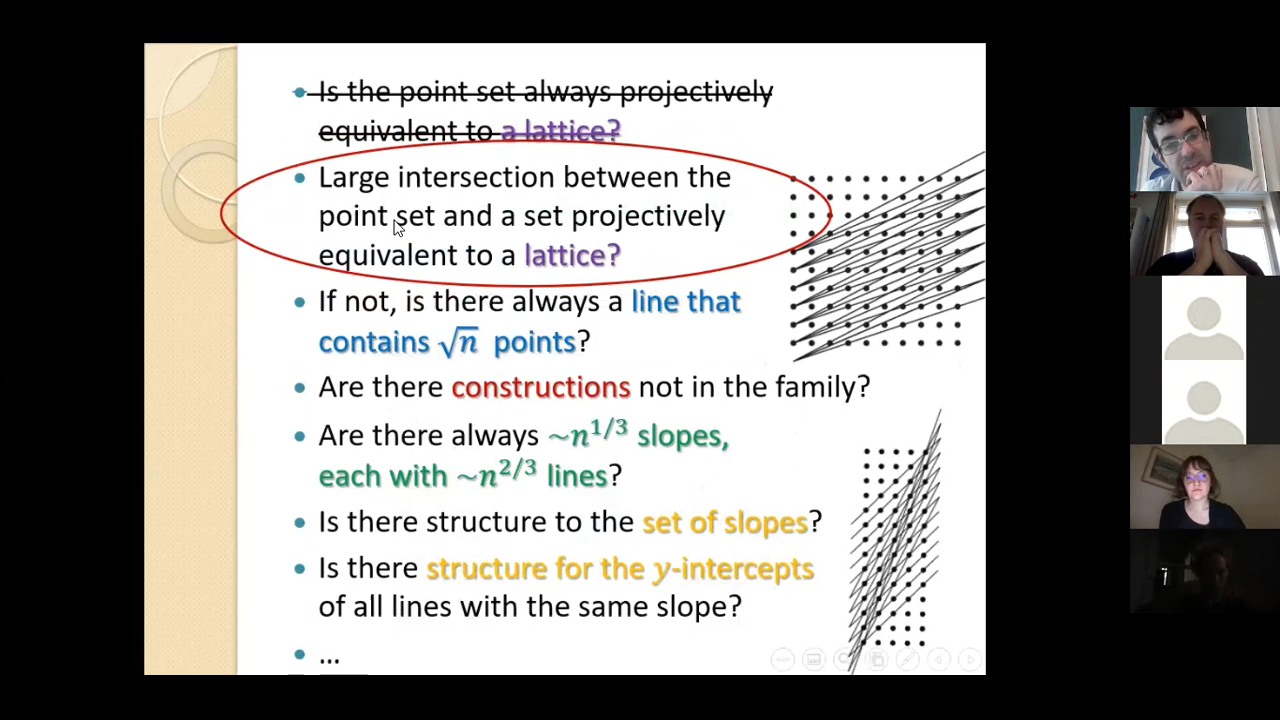 • Is the point set always projectively
equivalent to a lattice?
• Large intersection between the
point set and a set projectively
equivalent to a lattice?
• If not, is there always a line that
contains √n points?
• Are there constructions not in the family?
• Are there always ~n^{1/3} slopes,
each with ~n^{2/3} lines?
• Is there structure to the set of slopes?
• Is there structure for the y-intercepts
of all lines with the same slope?
• ...